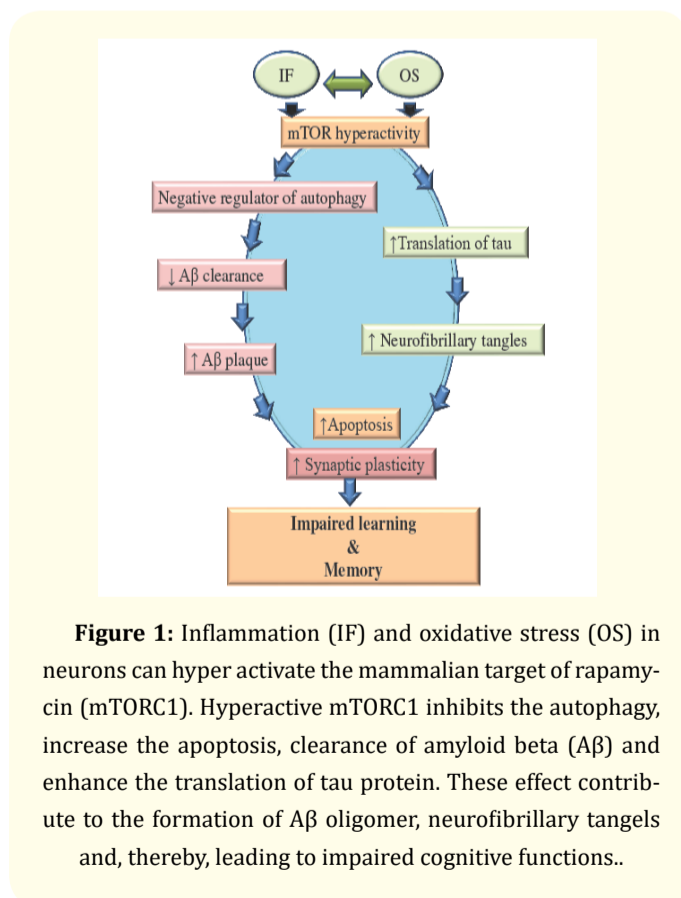 IF
OS
mTOR hyperactivity
Negative regulator of autophagy
↑Translation of tau
↓ Aβ clearance
↑ Neurofibrillary tangles
↑ Aβ plaque
↑Apoptosis
↑ Synaptic plasticity
Impaired learning
&
Memory
Figure 1: Inflammation (IF) and oxidative stress (OS) in
neurons can hyper activate the mammalian target of rapamy-
cin (mTORC1). Hyperactive mTORC1 inhibits the autophagy,
increase the apoptosis, clearance of amyloid beta (Aβ) and
enhance the translation of tau protein. These effect contrib-
ute to the formation of Aβ oligomer, neurofibrillary tangels
and, thereby, leading to impaired cognitive functions..